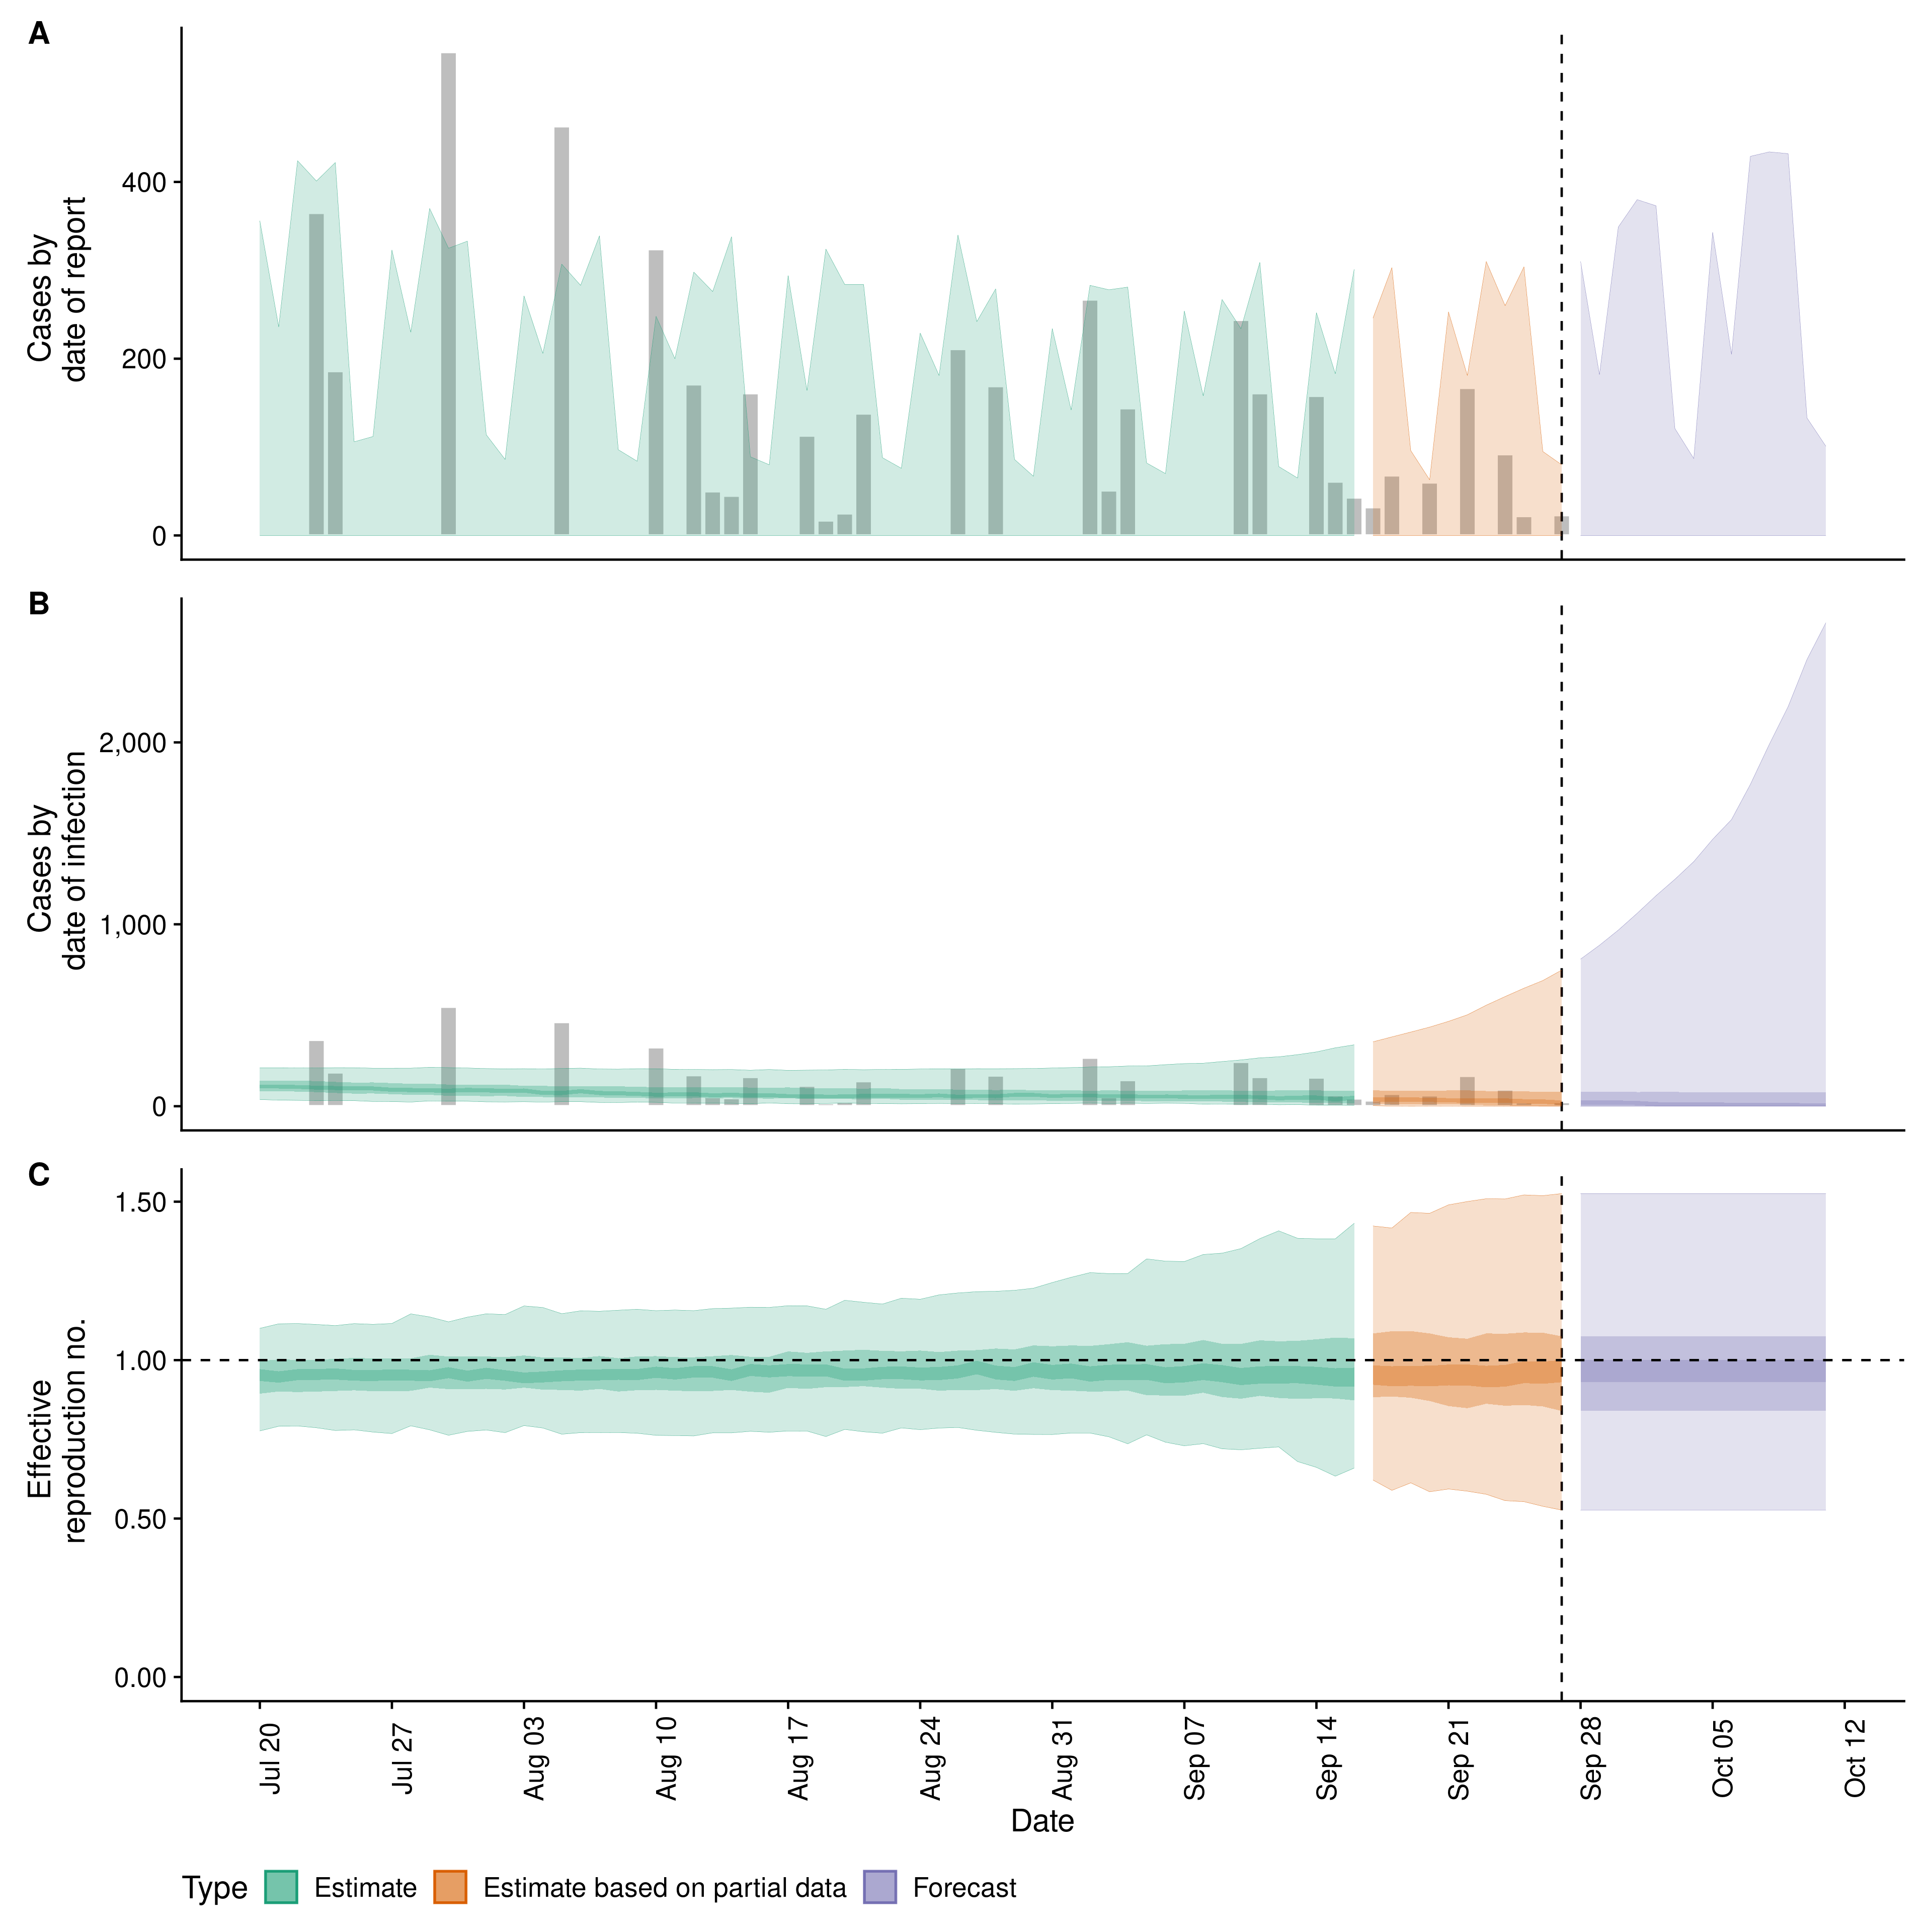 A
Cases by
date of report
400
200
0
B
Cases by
date of infection
2,000
1,000
0
C
Effective
reproduction no.
1.50
1.00
0.50
0.00
Jul 20
Jul 27
Aug 03
Aug 10
Aug 17
Aug 24
Aug 31
Sep 07
Sep 14
Sep 21
Sep 28
Oct 05
Oct 12
Date
Type Estimate Estimate based on partial data Forecast